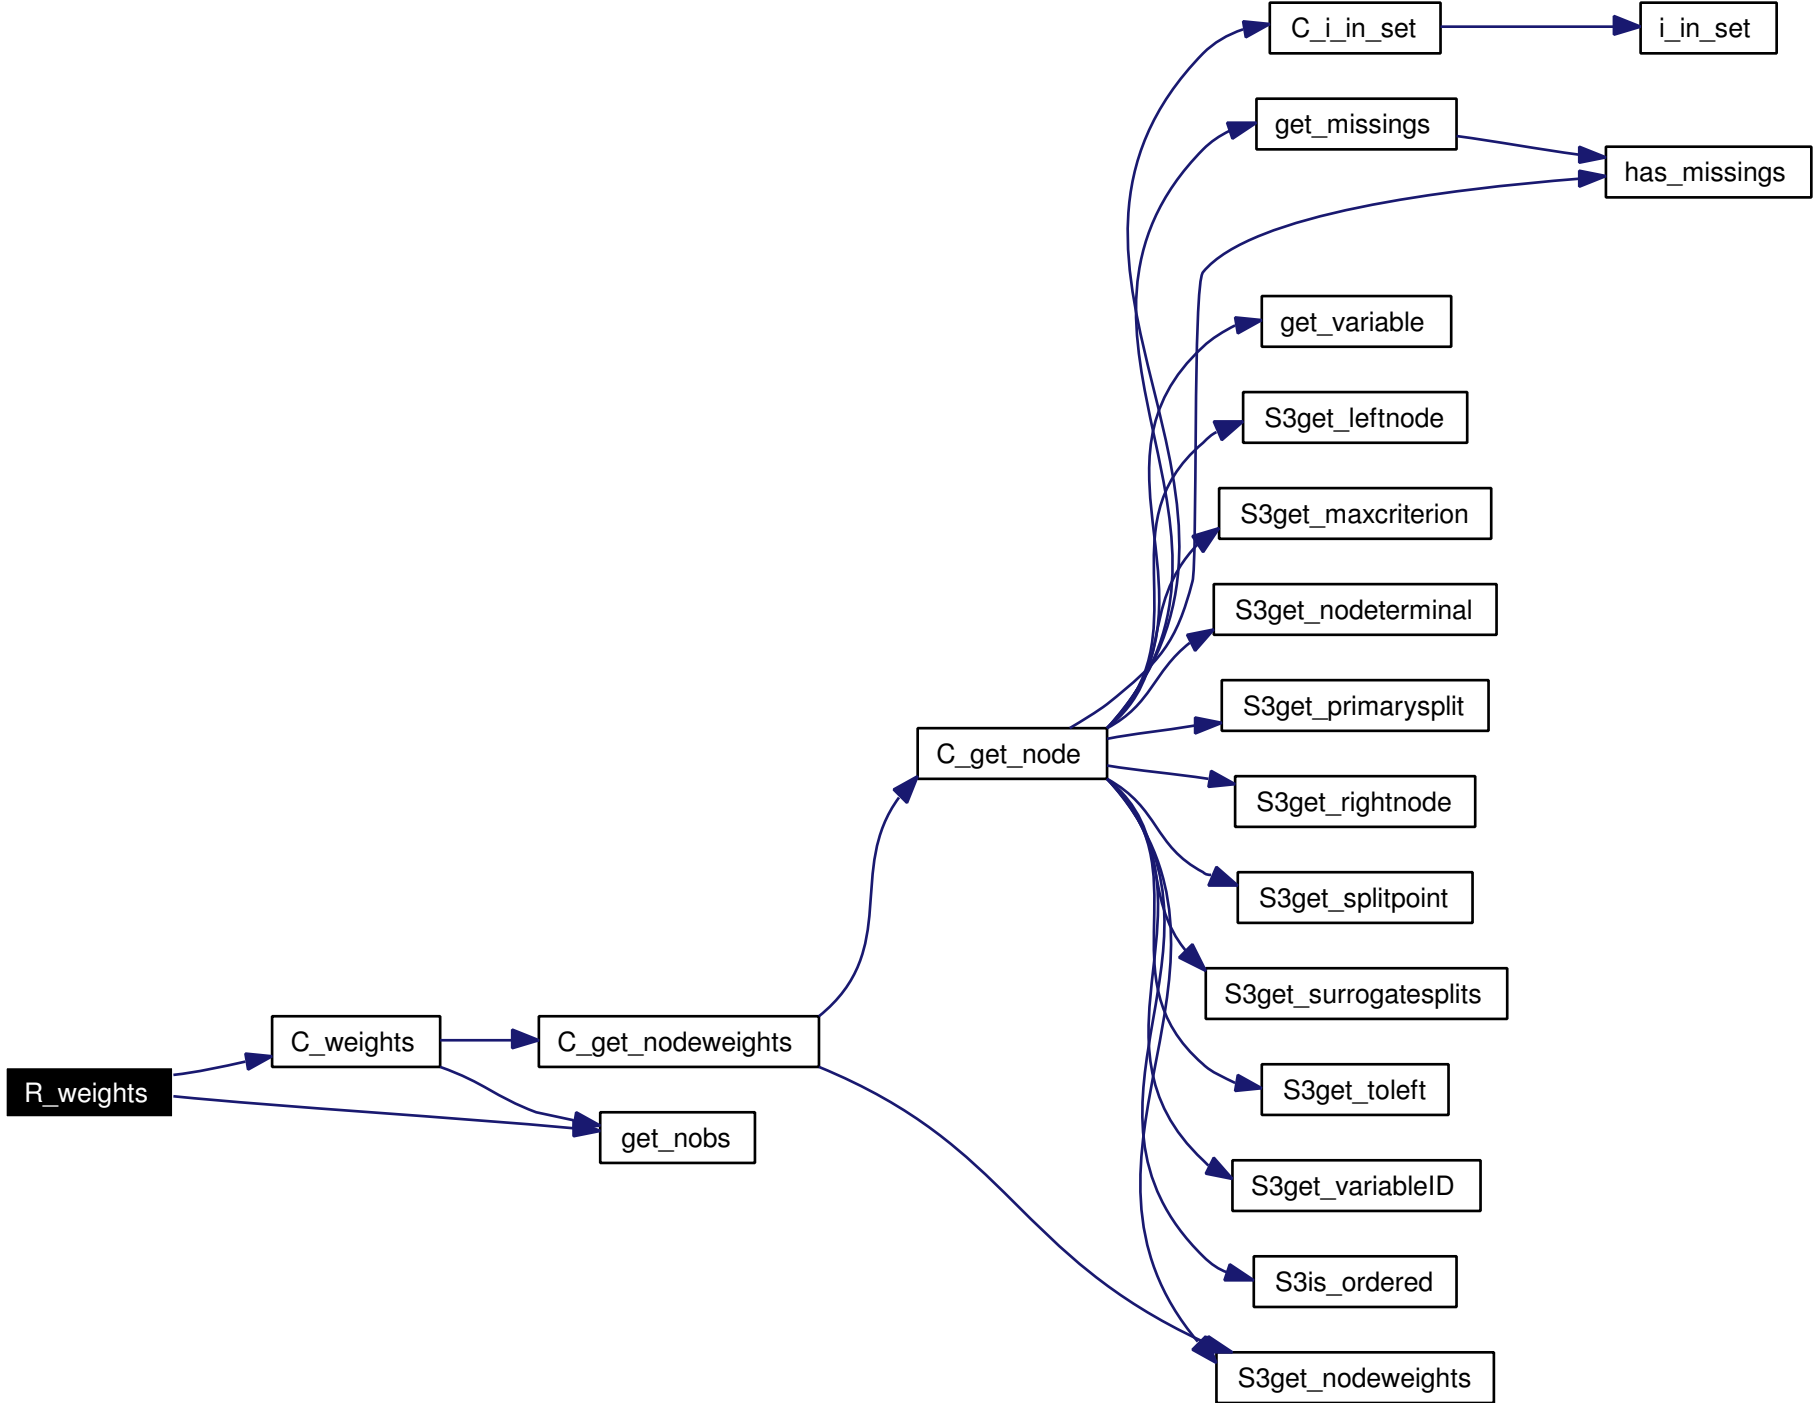 C_i_in_set
i_in_set
get_missings
has_missings
get_variable
S3get_leftnode
S3get_maxcriterion
S3get_nodeterminal
S3get_primarysplit
C_get_node
S3get_rightnode
S3get_splitpoint
S3get_surrogatesplits
C_weights
C_get_nodeweights
R_weights
S3get_toleft
get_nobs
S3get_variableID
S3is_ordered
S3get_nodeweights